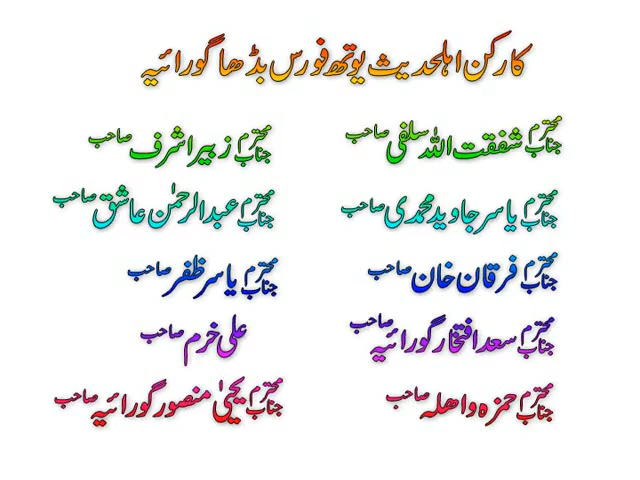 کارکن اہلحدیث یوتھ فورس بڈھا گورائیہ
محترم جناب شفقت اللہ سلفی صاحب
محترم جناب زبیر اشرف صاحب
محترم جناب یاسر جاوید محمدی صاحب
محترم جناب عبدالرحمٰن عاشق صاحب
محترم جناب فرقان خان صاحب
محترم جناب یاسر ظفر صاحب
محترم جناب سعد افتخار گورائیہ صاحب
علی خرم صاحب
محترم جناب حمزہ واھلہ صاحب
محترم جناب یحییٰ منصور گورائیہ صاحب